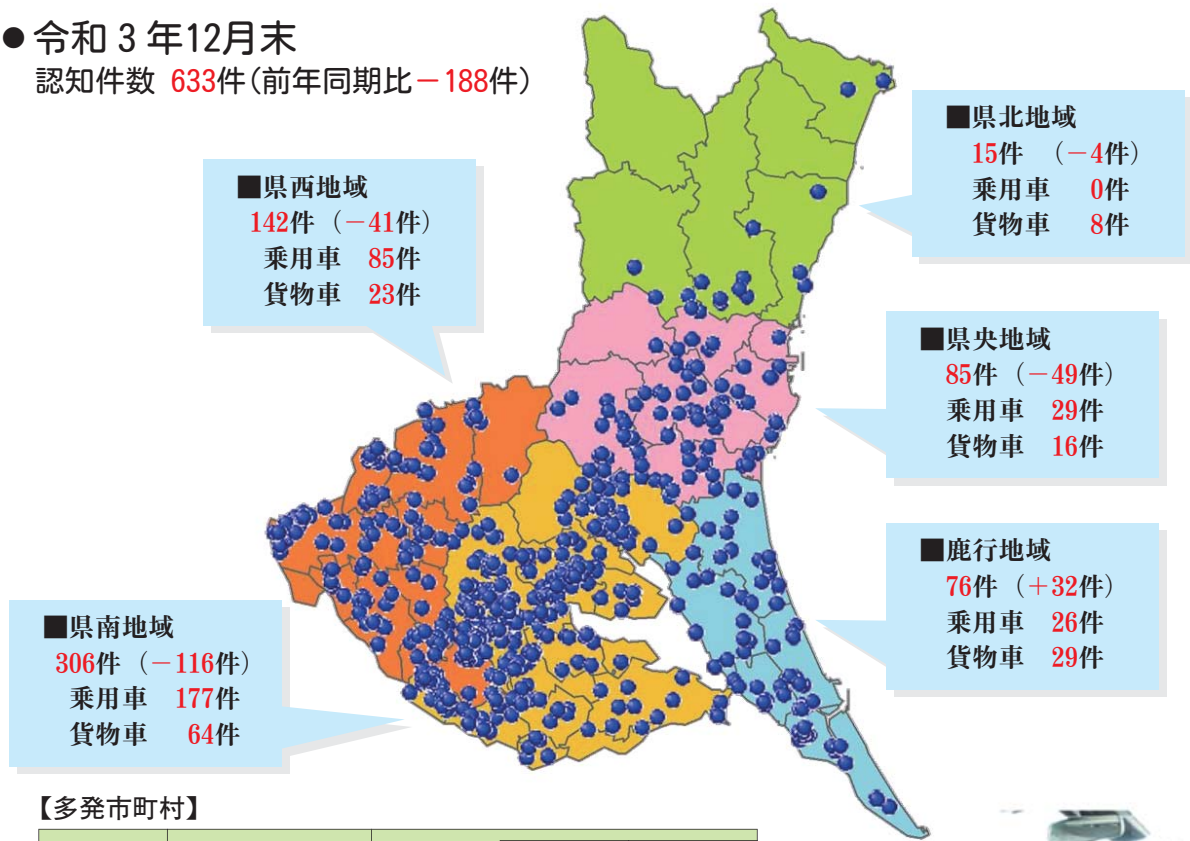 ●令和3年12月末
認知件数 633件(前年同期比−188件)
■県北地域
15件 (−4件)
乗用車 0件
貨物車 8件
■県西地域
142件 (−41件)
乗用車 85件
貨物車 23件
■県央地域
85件 (−49件)
乗用車 29件
貨物車 16件
■鹿行地域
76件 (+32件)
乗用車 26件
貨物車 29件
■県南地域
306件 (−116件)
乗用車 177件
貨物車 64件
【多発市町村】